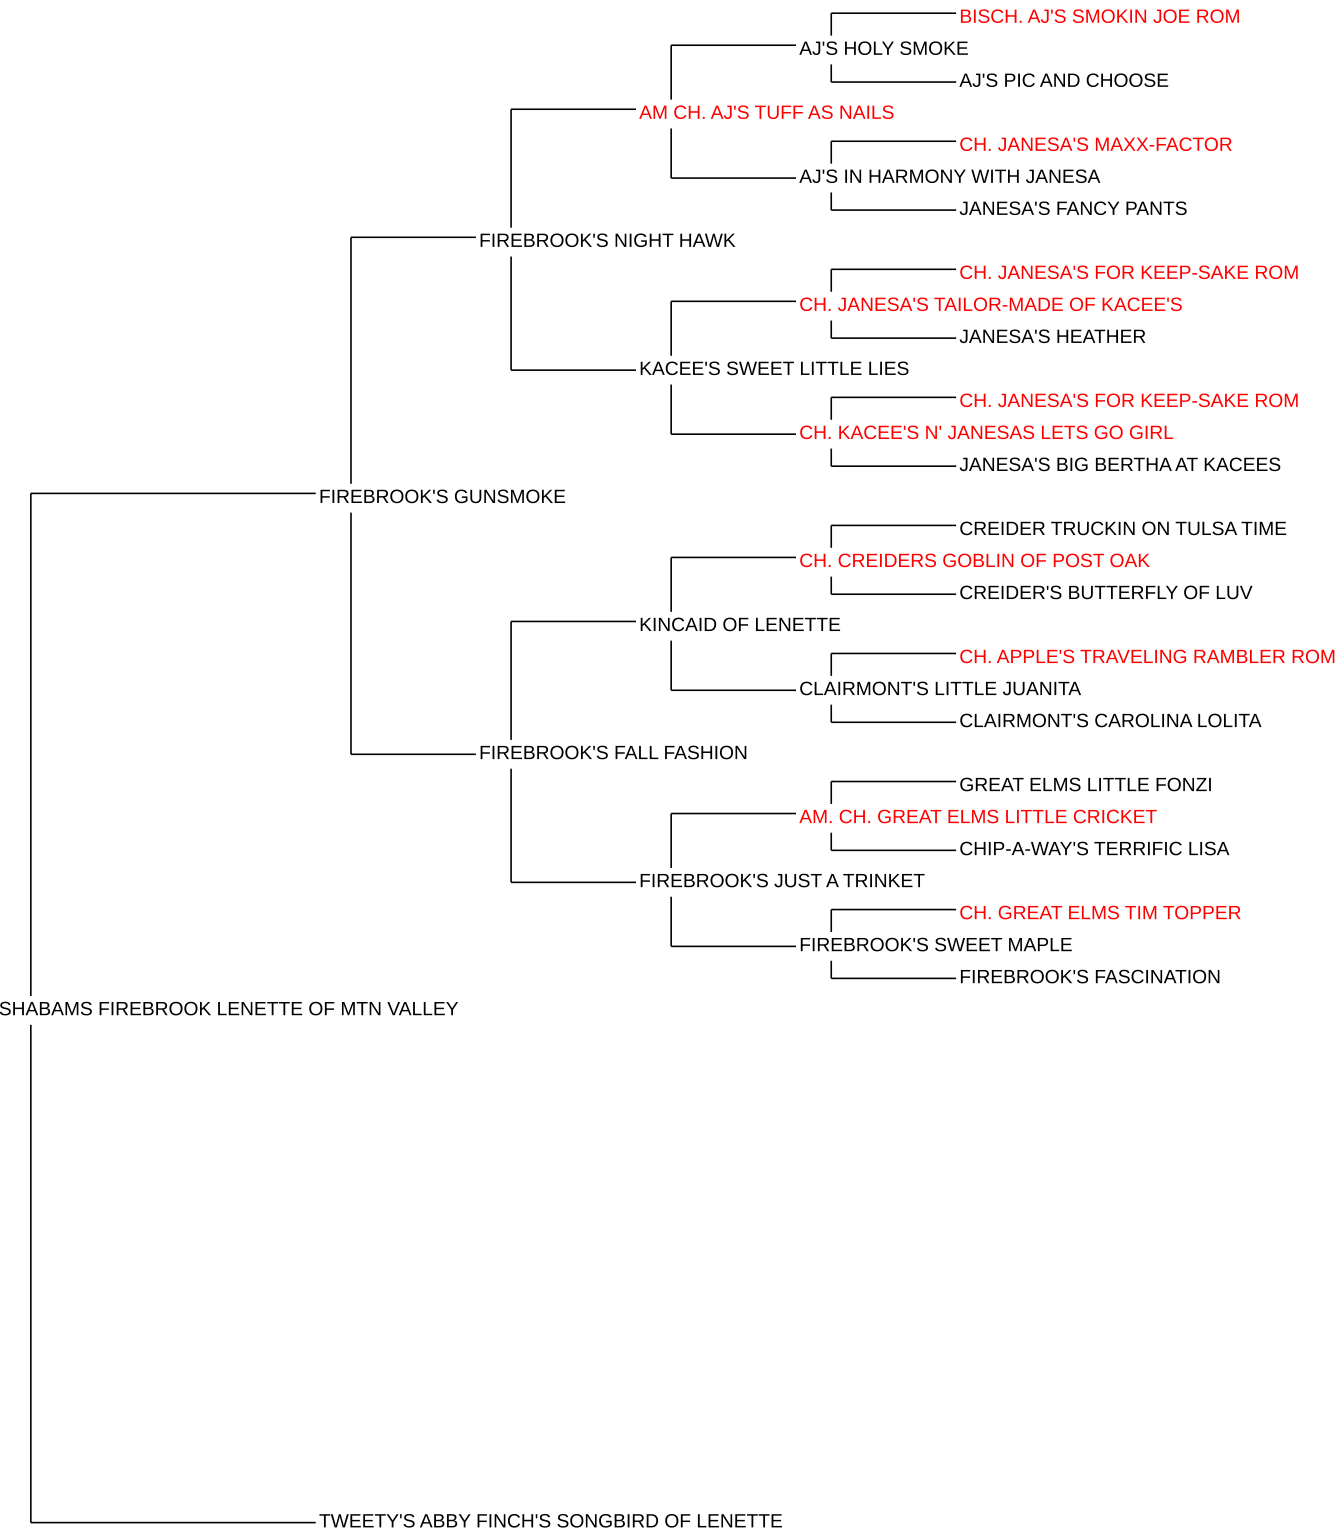 BISCH. AJ'S SMOKIN JOE ROM
AJ'S HOLY SMOKE
AJ'S PIC AND CHOOSE
AM CH. AJ'S TUFF AS NAILS
CH. JANESA'S MAXX-FACTOR
AJ'S IN HARMONY WITH JANESA
JANESA'S FANCY PANTS
FIREBROOK'S NIGHT HAWK
CH. JANESA'S FOR KEEP-SAKE ROM
CH. JANESA'S TAILOR-MADE OF KACEE'S
JANESA'S HEATHER
KACEE'S SWEET LITTLE LIES
CH. JANESA'S FOR KEEP-SAKE ROM
CH. KACEE'S N' JANESAS LETS GO GIRL
JANESA'S BIG BERTHA AT KACEES
FIREBROOK'S GUNSMOKE
CREIDER TRUCKIN ON TULSA TIME
CH. CREIDERS GOBLIN OF POST OAK
CREIDER'S BUTTERFLY OF LUV
KINCAID OF LENETTE
CH. APPLE'S TRAVELING RAMBLER ROM
CLAIRMONT'S LITTLE JUANITA
CLAIRMONT'S CAROLINA LOLITA
FIREBROOK'S FALL FASHION
GREAT ELMS LITTLE FONZI
AM. CH. GREAT ELMS LITTLE CRICKET
CHIP-A-WAY'S TERRIFIC LISA
FIREBROOK'S JUST A TRINKET
CH. GREAT ELMS TIM TOPPER
FIREBROOK'S SWEET MAPLE
FIREBROOK'S FASCINATION
SHABAMS FIREBROOK LENETTE OF MTN VALLEY
TWEETY'S ABBY FINCH'S SONGBIRD OF LENETTE